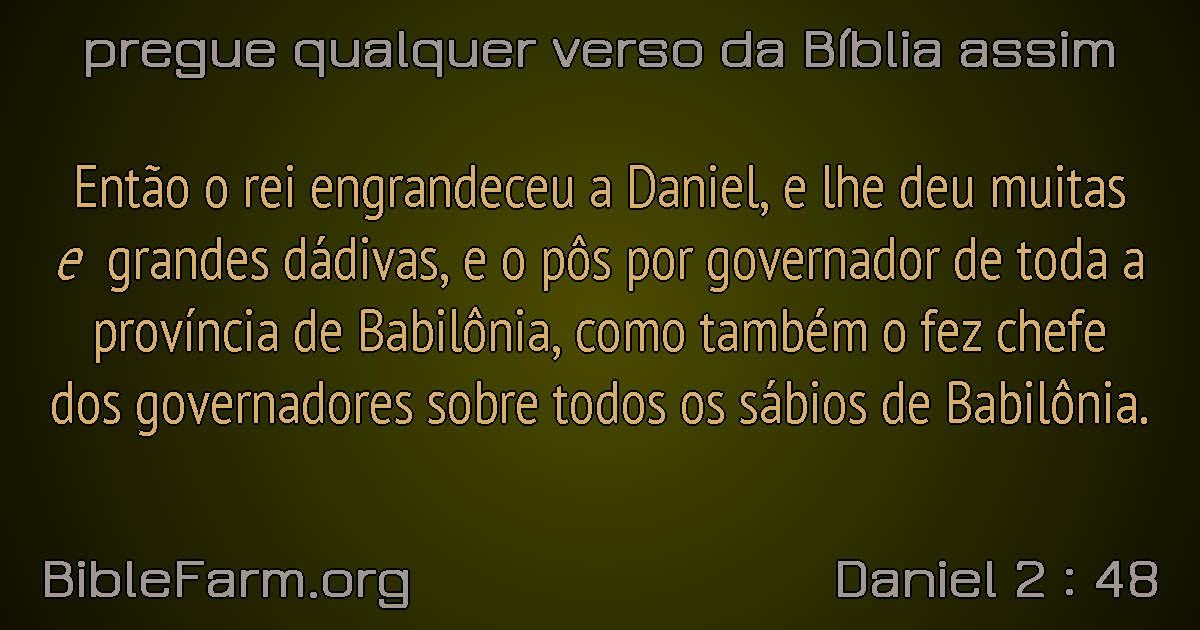 pregue qualquer verso da Bíblia assim
Então o rei engrandeceu a Daniel, e lhe deu muitas
e grandes dádivas, e o pôs por governador de toda a
província de Babilônia, como também o fez chefe
dos governadores sobre todos os sábios de Babilônia.
BibleFarm.org
Daniel 2 : 48